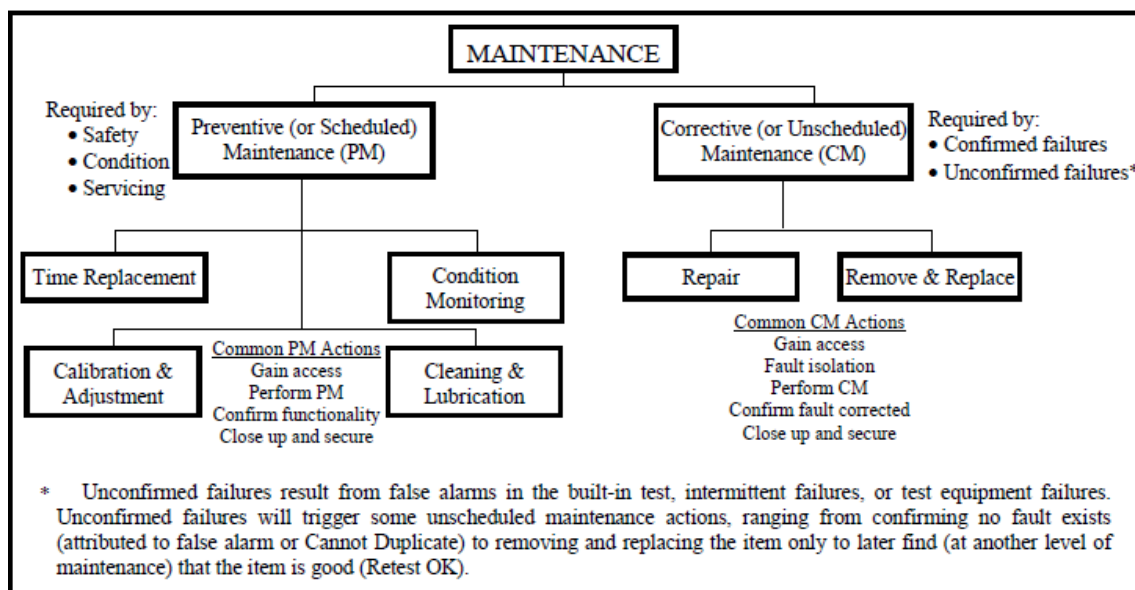 MAINTENANCE
Required by:
• Safety
• Condition
• Servicing
Preventive (or Scheduled)
Maintenance (PM)
Corrective (or Unscheduled)
Maintenance (CM)
Required by:
• Confirmed failures
• Unconfirmed failures*
Time Replacement
Condition
Monitoring
Repair
Remove & Replace
Calibration &
Adjustment
Common PM Actions
Gain access
Perform PM
Confirm functionality
Close up and secure
Cleaning &
Lubrication
Common CM Actions
Gain access
Fault isolation
Perform CM
Confirm fault corrected
Close up and secure
* Unconfirmed failures result from false alarms in the built-in test, intermittent failures, or test equipment failures.
Unconfirmed failures will trigger some unscheduled maintenance actions, ranging from confirming no fault exists
(attributed to false alarm or Cannot Duplicate) to removing and replacing the item only to later find (at another level of
maintenance) that the item is good (Retest OK).